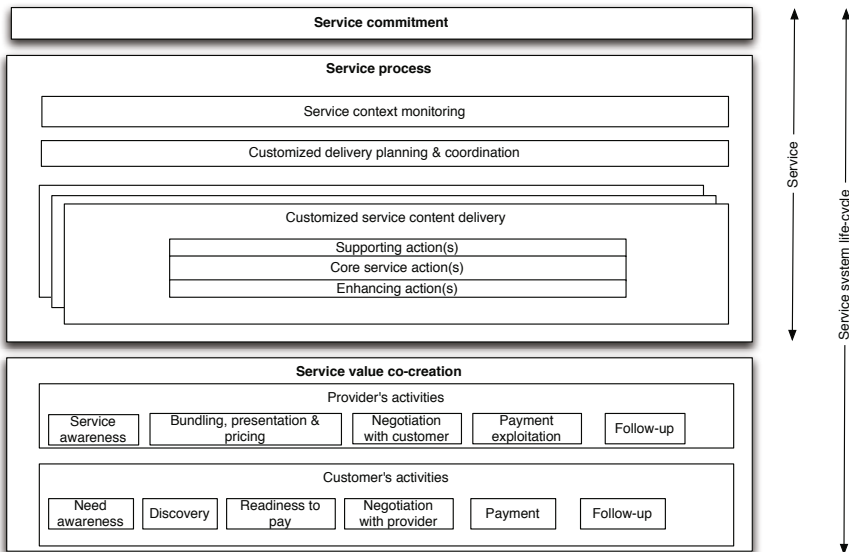 Service commitment
Service process
Service context monitoring
Customized delivery planning & coordination
Customized service content delivery
Supporting action(s)
Core service action(s)
Enhancing action(s)
Service
Service system life-cycle
Service value co-creation
Provider's activities
Service
awareness
Bundling, presentation &
pricing
Negotiation
with customer
Payment
exploitation
Follow-up
Customer's activities
Need
awareness
Discovery
Readiness to
pay
Negotiation
with provider
Payment
Follow-up